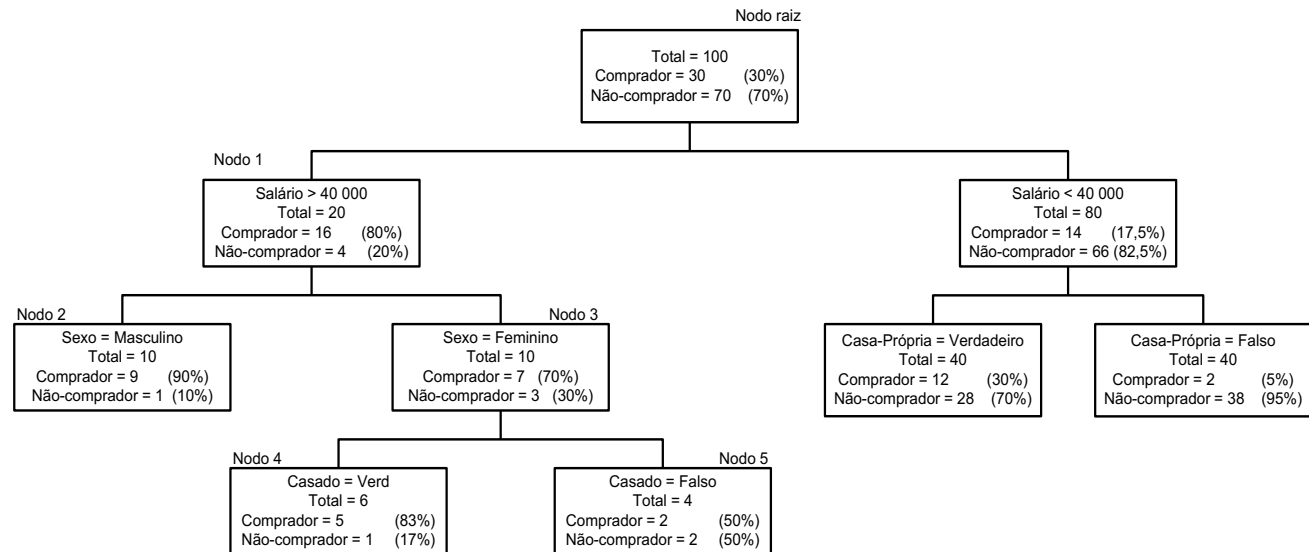 Nodo raiz
Total = 100
Comprador = 30 (30%)
Não-comprador = 70 (70%)
Nodo 1
Salário > 40 000
Total = 20
Comprador = 16 (80%)
Não-comprador = 4 (20%)
Salário < 40 000
Total = 80
Comprador = 14 (17,5%)
Não-comprador = 66 (82,5%)
Nodo 2
Sexo = Masculino
Total = 10
Comprador = 9 (90%)
Não-comprador = 1 (10%)
Nodo 3
Sexo = Feminino
Total = 10
Comprador = 7 (70%)
Não-comprador = 3 (30%)
Casa-Própria = Verdadeiro
Total = 40
Comprador = 12 (30%)
Não-comprador = 28 (70%)
Casa-Própria = Falso
Total = 40
Comprador = 2 (5%)
Não-comprador = 38 (95%)
Nodo 4
Casado = Verd
Total = 6
Comprador = 5 (83%)
Não-comprador = 1 (17%)
Nodo 5
Casado = Falso
Total = 4
Comprador = 2 (50%)
Não-comprador = 2 (50%)